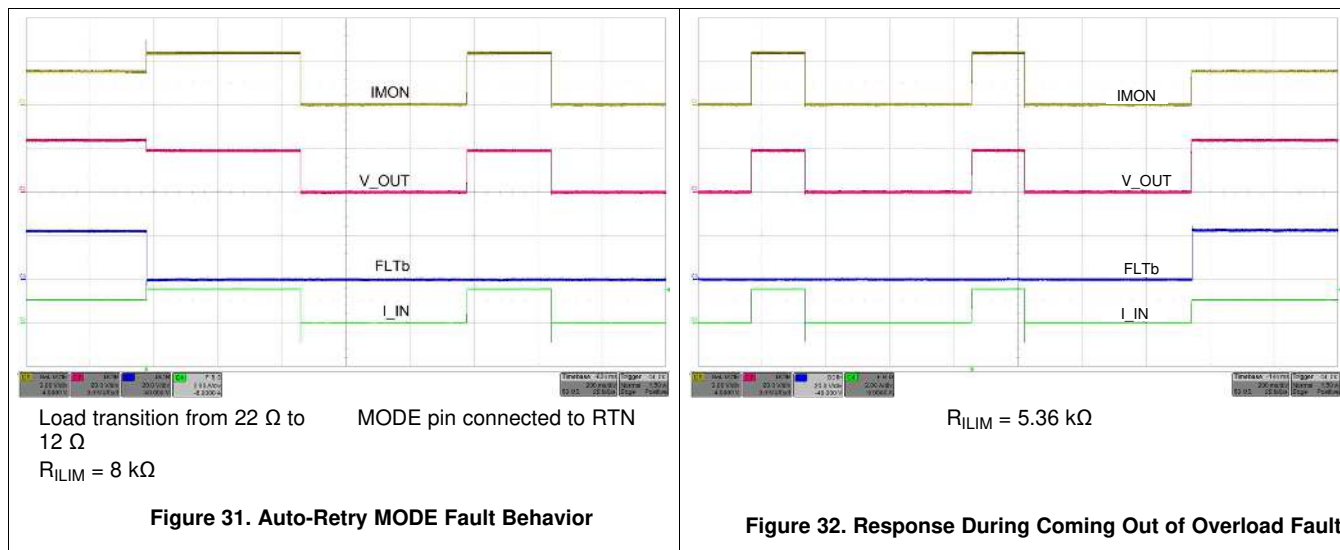 IMON
V_OUT
FLTb
I_IN
Load transition from 22 Ω to 12 Ω
R_ILIM = 8 kΩ
MODE pin connected to RTN
Figure 31. Auto-Retry MODE Fault Behavior
IMON
V_OUT
FLTb
I_IN
R_ILIM = 5.36 kΩ
Figure 32. Response During Coming Out of Overload Fault